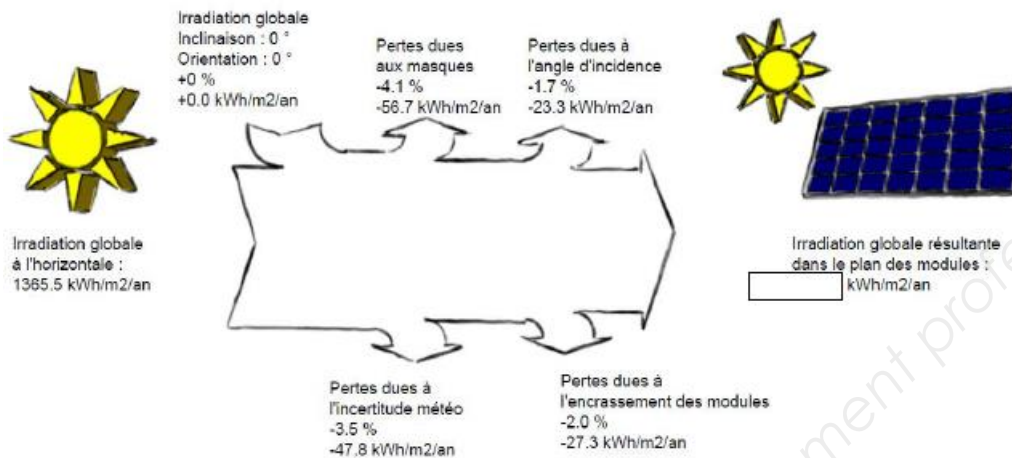 Irradiation globale
Inclinaison : 0 °
Orientation : 0 °
+0 %
+0.0 kWh/m2/an
Pertes dues
aux masques
-4.1 %
-56.7 kWh/m2/an
Pertes dues à
l'angle d'incidence
-1.7 %
-23.3 kWh/m2/an
Irradiation globale
à l'horizontale :
1365.5 kWh/m2/an
Irradiation globale résultante
dans le plan des modules :
kWh/m2/an
Pertes dues à
l'incertitude météo
-3.5 %
-47.8 kWh/m2/an
Pertes dues à
l'encrassement des modules
-2.0 %
-27.3 kWh/m2/an